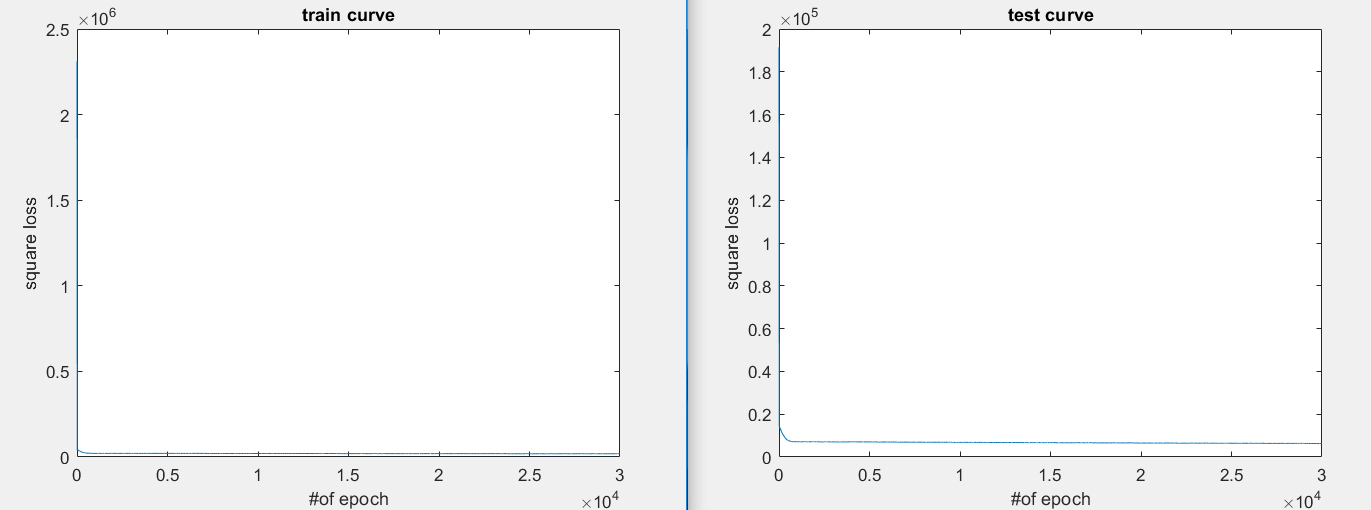 train curve
×10^6
2.5
2
1.5
1
0.5
0
square loss
0 0.5 1 1.5 2 2.5 3
#of epoch
×10^4
test curve
×10^5
2
1.8
1.6
1.4
1.2
1
0.8
0.6
0.4
0.2
0
square loss
0 0.5 1 1.5 2 2.5 3
#of epoch
×10^4